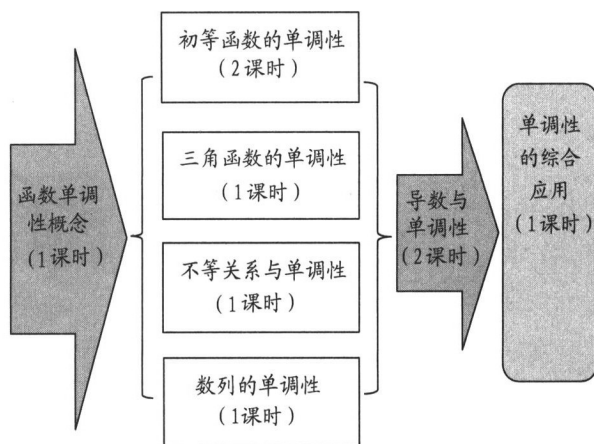 函数单调
性概念
(1课时)
初等函数的单调性
(2课时)
三角函数的单调性
(1课时)
不等关系与单调性
(1课时)
数列的单调性
(1课时)
导数与
单调性
(2课时)
单调性
的综合
应用
(1课时)